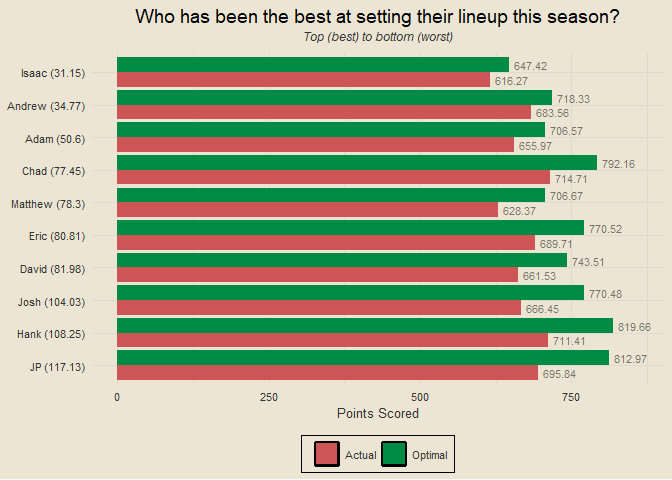 Who has been the best at setting their lineup this season?
Top (best) to bottom (worst)
Isaac (31.15)
647.42
616.27
Andrew (34.77)
718.33
683.56
Adam (50.6)
706.57
655.97
Chad (77.45)
792.16
714.71
Matthew (78.3)
706.67
628.37
Eric (80.81)
770.52
689.71
David (81.98)
743.51
661.53
Josh (104.03)
770.48
666.45
Hank (108.25)
819.66
711.41
JP (117.13)
812.97
695.84
0 250 500 750
Points Scored
Actual Optimal